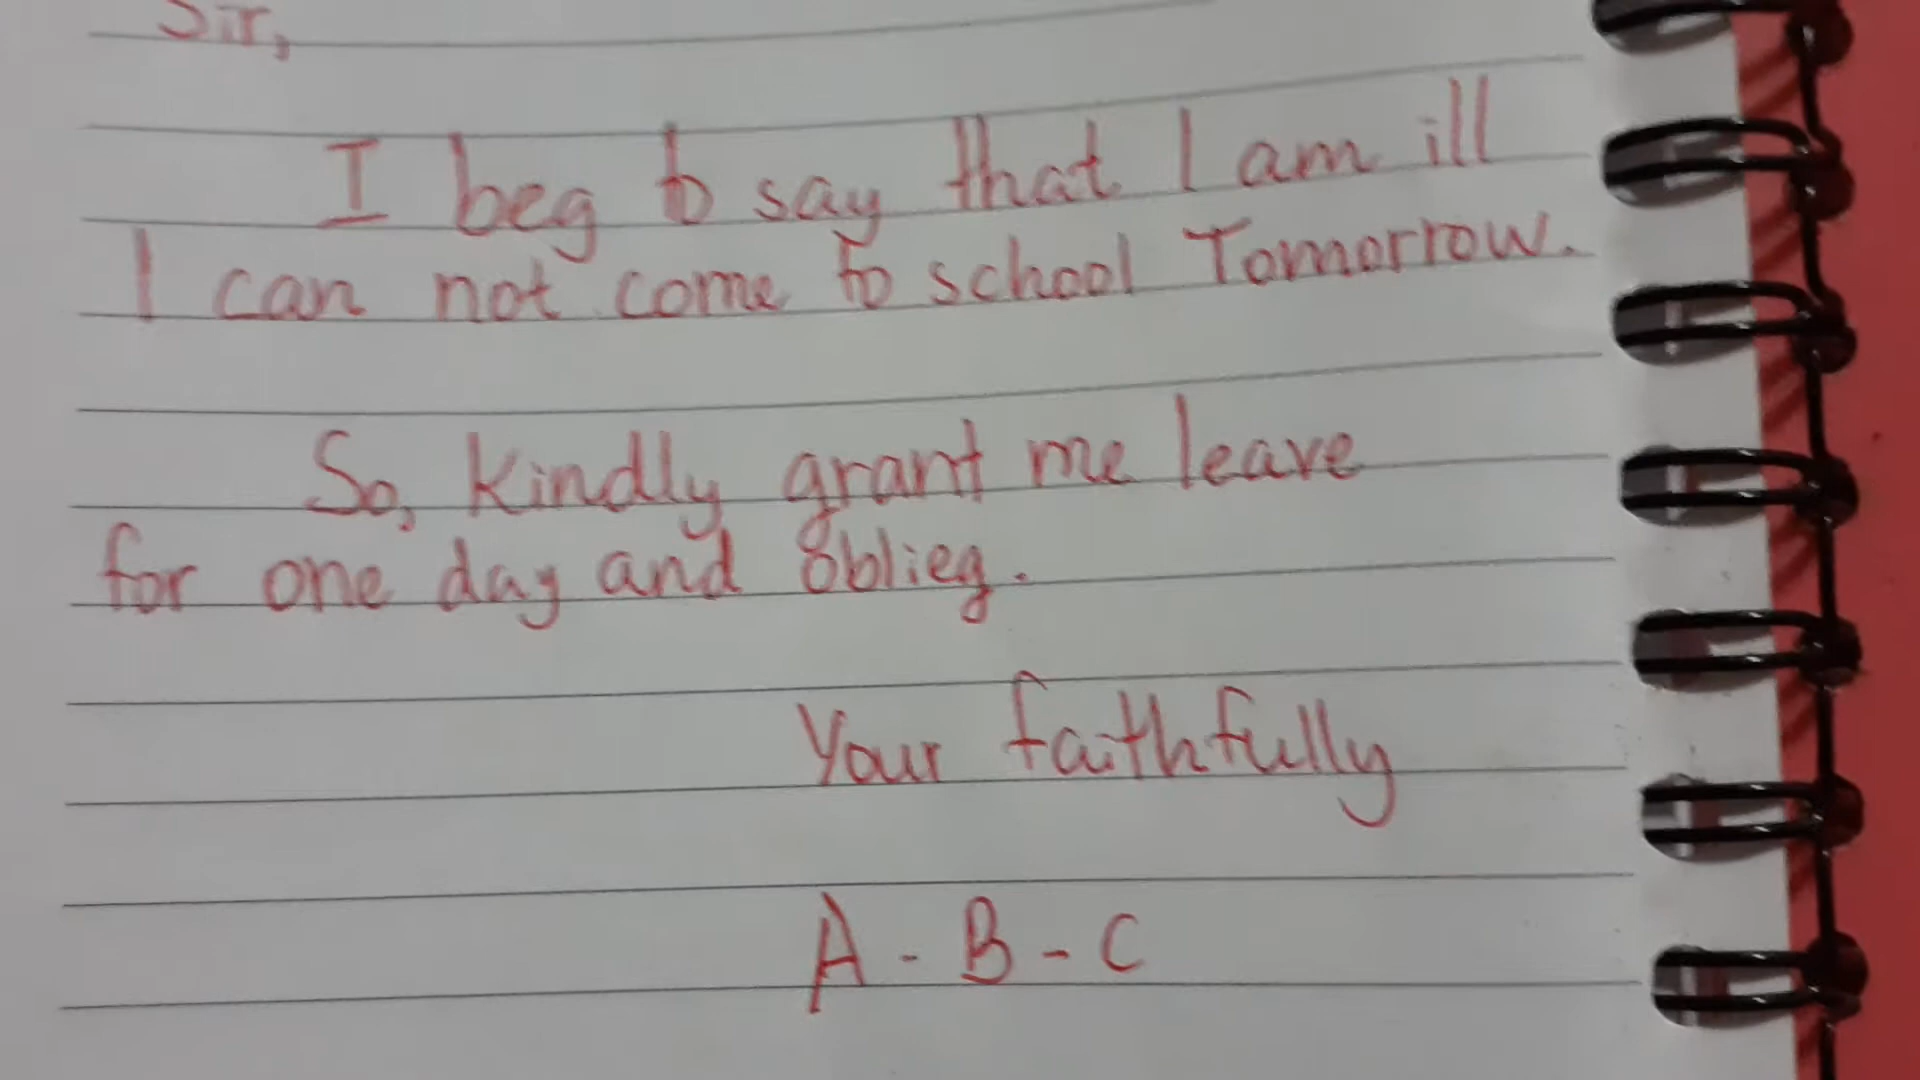 Sir,
I beg to say that I am ill
I can not come to school Tomorrow.
So, kindly grant me leave
for one day and oblieg.
Your faithfully
A - B - C